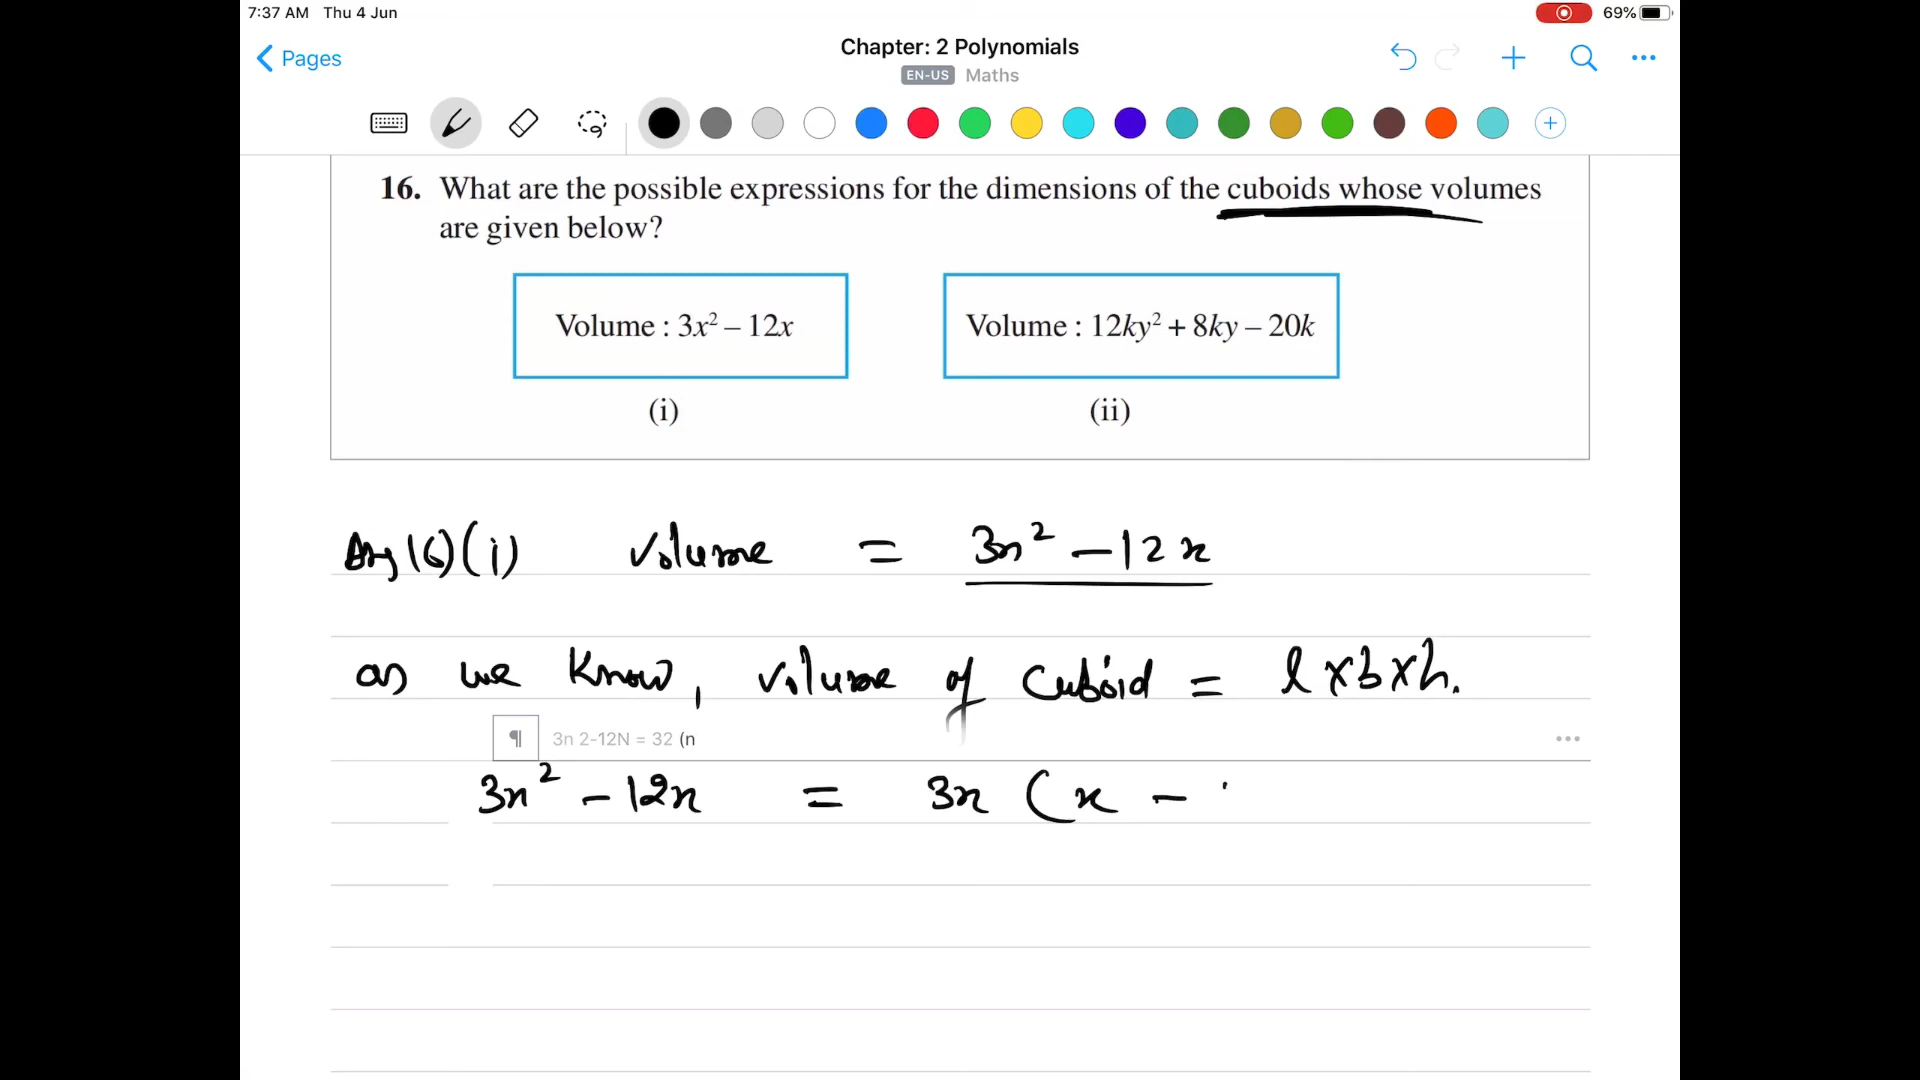 7:37 AM Thu 4 Jun
69%
Pages
Chapter: 2 Polynomials
EN-US Maths
16. What are the possible expressions for the dimensions of the cuboids whose volumes
are given below?
Volume : 3x² – 12x
Volume : 12ky² + 8ky – 20k
(i)
(ii)
Ans 16) (i) volume = 3x² – 12x
as we know, volume of cuboid = l × b × h.
3n 2-12N = 32 (n
3x² – 12x = 3x (x –